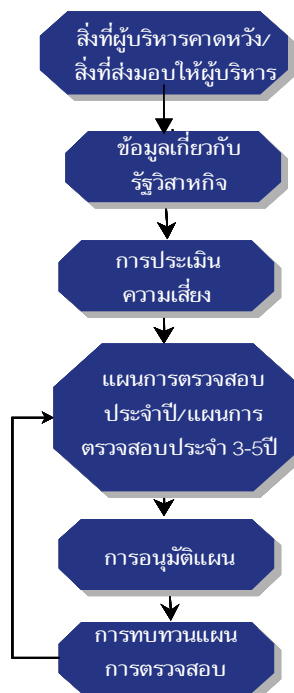 สิ่งที่ผู้บริหารคาดหวัง/
สิ่งที่ส่งมอบให้ผู้บริหาร
ข้อมูลเกี่ยวกับ
รัฐวิสาหกิจ
การประเมิน
ความเสี่ยง
แผนการตรวจสอบ
ประจำปี/แผนการ
ตรวจสอบประจำ 3-5ปี
การอนุมัติแผน
การทบทวนแผน
การตรวจสอบ